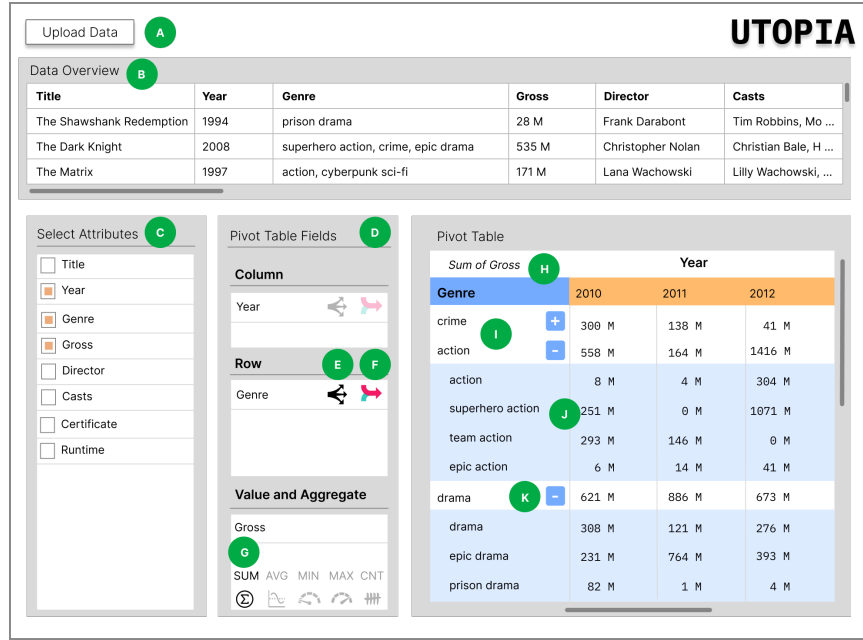 Upload Data A UTOPIA
Data Overview B
Title Year Genre Gross Director Casts
The Shawshank Redemption 1994 prison drama 28 M Frank Darabont Tim Robbins, Mo ...
The Dark Knight 2008 superhero action, crime, epic drama 535 M Christopher Nolan Christian Bale, H ...
The Matrix 1997 action, cyberpunk sci-fi 171 M Lana Wachowski Lilly Wachowski, ...
Select Attributes C
Title
Year
Genre
Gross
Director
Casts
Certificate
Runtime
Pivot Table Fields D
Column
Year
Row E F
Genre
Value and Aggregate
Gross
G
SUM AVG MIN MAX CNT
Σ
Pivot Table
Sum of Gross H Year
Genre 2010 2011 2012
crime + 300 M 138 M 41 M
I
action - 558 M 164 M 1416 M
action 8 M 4 M 304 M
superhero action J 251 M 0 M 1071 M
team action 293 M 146 M 0 M
epic action 6 M 14 M 41 M
drama K - 621 M 886 M 673 M
drama 308 M 121 M 276 M
epic drama 231 M 764 M 393 M
prison drama 82 M 1 M 4 M